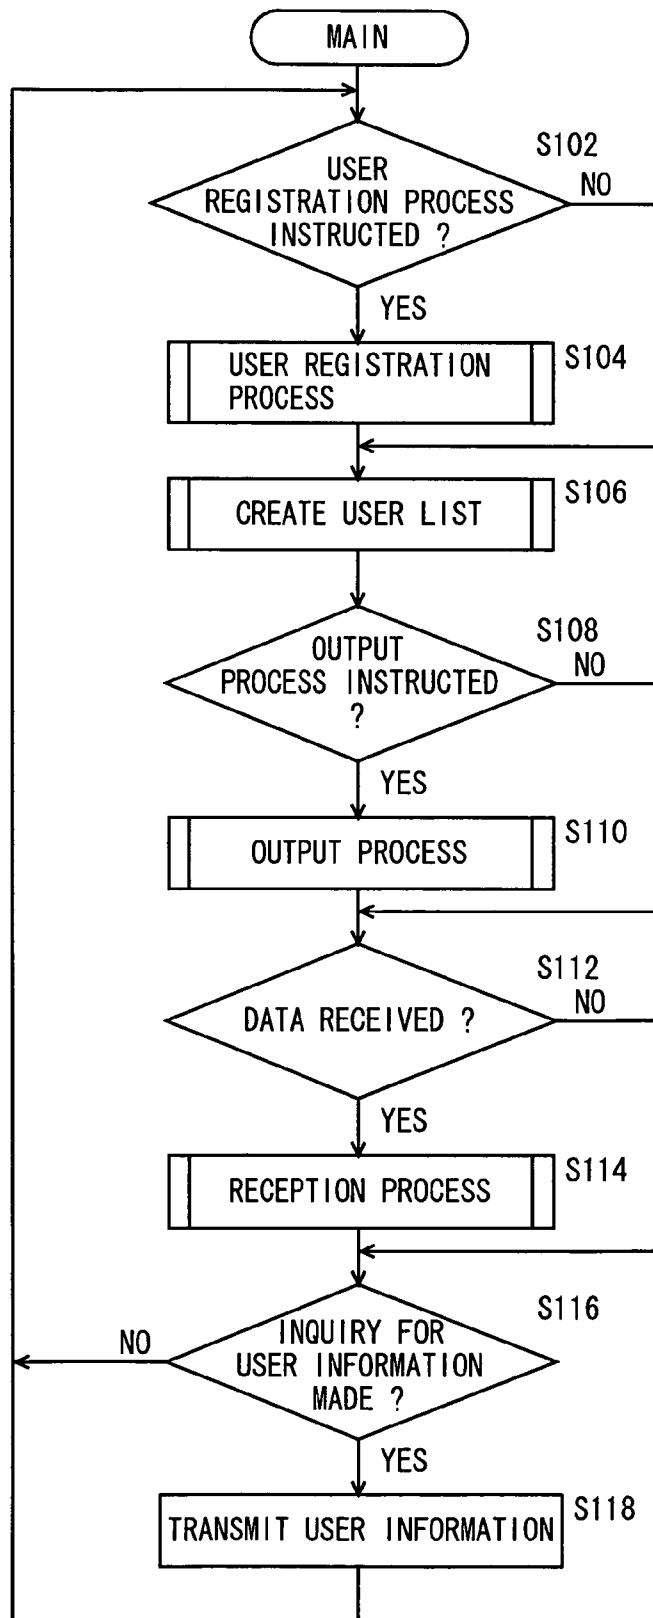 MAIN
S102
USER
REGISTRATION PROCESS
INSTRUCTED ?
NO
YES
USER REGISTRATION
PROCESS
S104
CREATE USER LIST
S106
S108
OUTPUT
PROCESS INSTRUCTED
?
NO
YES
OUTPUT PROCESS
S110
S112
DATA RECEIVED ?
NO
YES
RECEPTION PROCESS
S114
S116
INQUIRY FOR
USER INFORMATION
MADE ?
NO
YES
TRANSMIT USER INFORMATION
S118